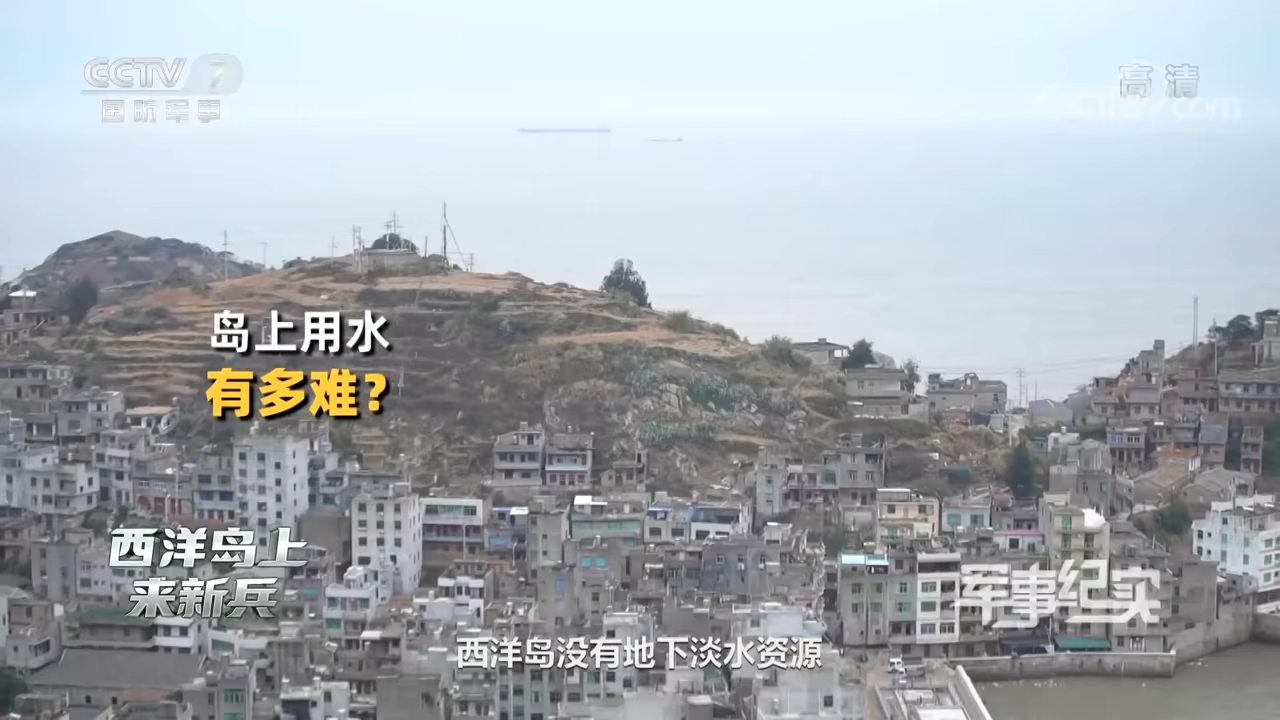 CCTV 7
国防军事
高清
岛上用水
有多难?
西洋岛上
来新兵
军事纪实
西洋岛没有地下淡水资源